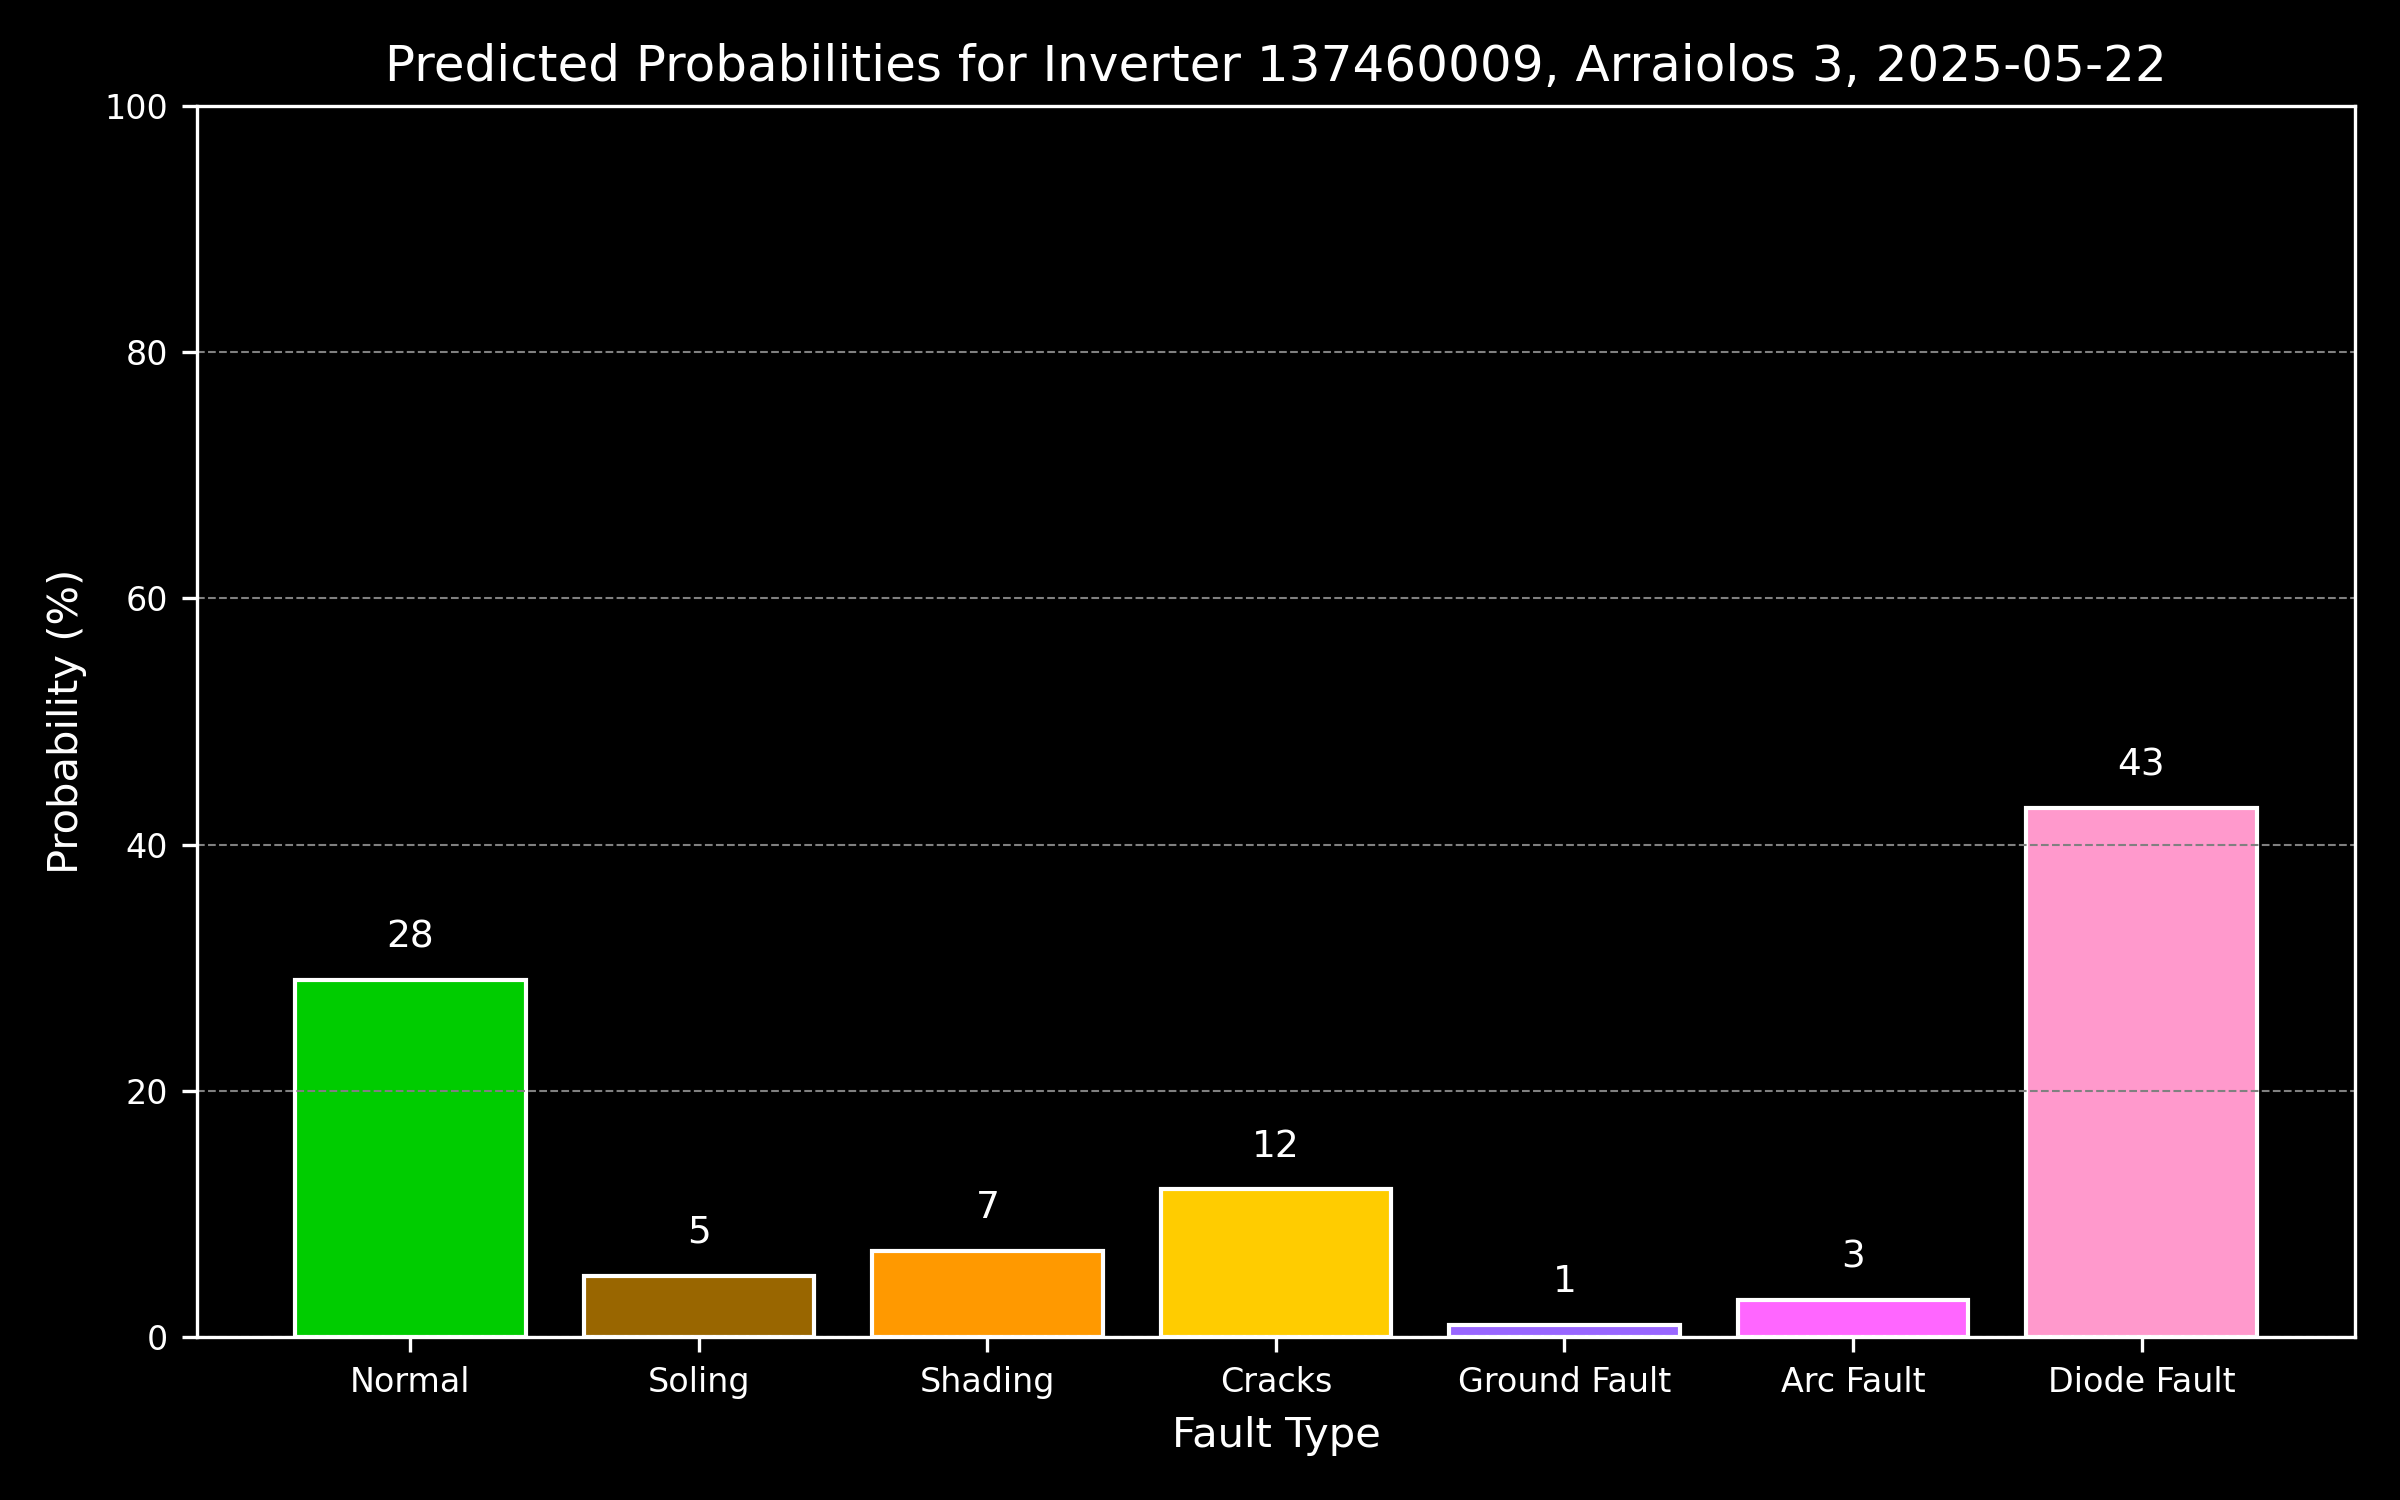 Predicted Probabilities for Inverter 137460009, Arraiolos 3, 2025-05-22
Probability (%)
100
80
60
40
20
0
28
5
7
12
1
3
43
Normal
Soling
Shading
Cracks
Ground Fault
Arc Fault
Diode Fault
Fault Type